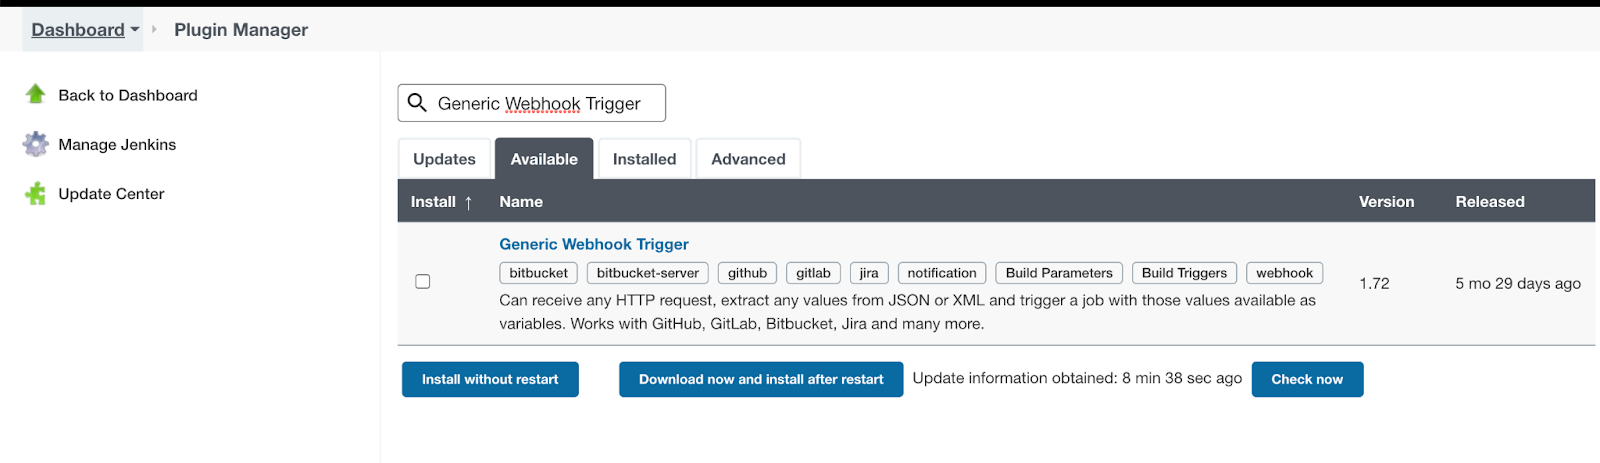 Dashboard Plugin Manager
Back to Dashboard
Manage Jenkins
Update Center
Generic Webhook Trigger
Updates Available Installed Advanced
Install ↑ Name Version Released
Generic Webhook Trigger
bitbucket bitbucket-server github gitlab jira notification Build Parameters Build Triggers webhook
Can receive any HTTP request, extract any values from JSON or XML and trigger a job with those values available as
variables. Works with GitHub, GitLab, Bitbucket, Jira and many more.
1.72 5 mo 29 days ago
Install without restart Download now and install after restart Update information obtained: 8 min 38 sec ago Check now